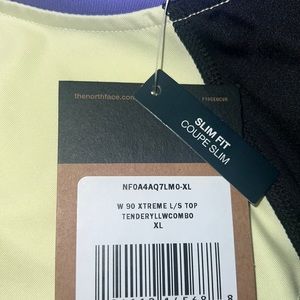 thenorthface.com
SLIM FIT
COUPE SLIM
NF0A4AQ7LM0-XL
W 90 XTREME L/S TOP
TENDERYLLWCOMBO
XL